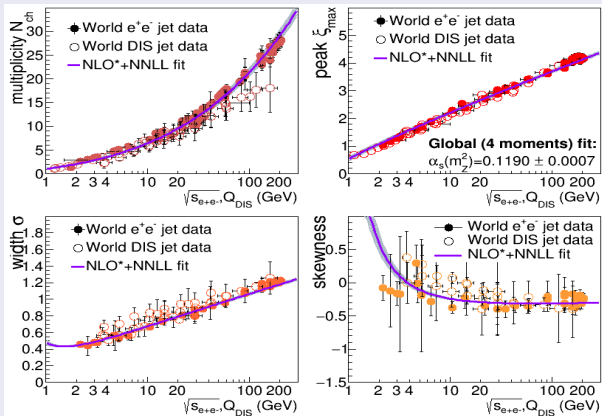 multiplicity N_ch
35
30
25
20
15
10
5
0
World e+e- jet data
World DIS jet data
NLO*+NNLL fit
1 2 3 4 10 20 30 100 200
√s_e+e-, Q_DIS (GeV)
peak ξ_max
5
4
3
2
1
0
World e+e- jet data
World DIS jet data
NLO*+NNLL fit
Global (4 moments) fit:
α_s(m²_Z)=0.1190 ± 0.0007
1 2 3 4 10 20 30 100 200
√s_e+e-, Q_DIS (GeV)
width σ
1.8
1.6
1.4
1.2
1
0.8
0.6
0.4
0.2
0
World e+e- jet data
World DIS jet data
NLO*+NNLL fit
1 2 3 4 10 20 30 100 200
√s_e+e-, Q_DIS (GeV)
skewness
0.5
0
-0.5
-1
-1.5
World e+e- jet data
World DIS jet data
NLO*+NNLL fit
1 2 3 4 10 20 30 100 200
√s_e+e-, Q_DIS (GeV)